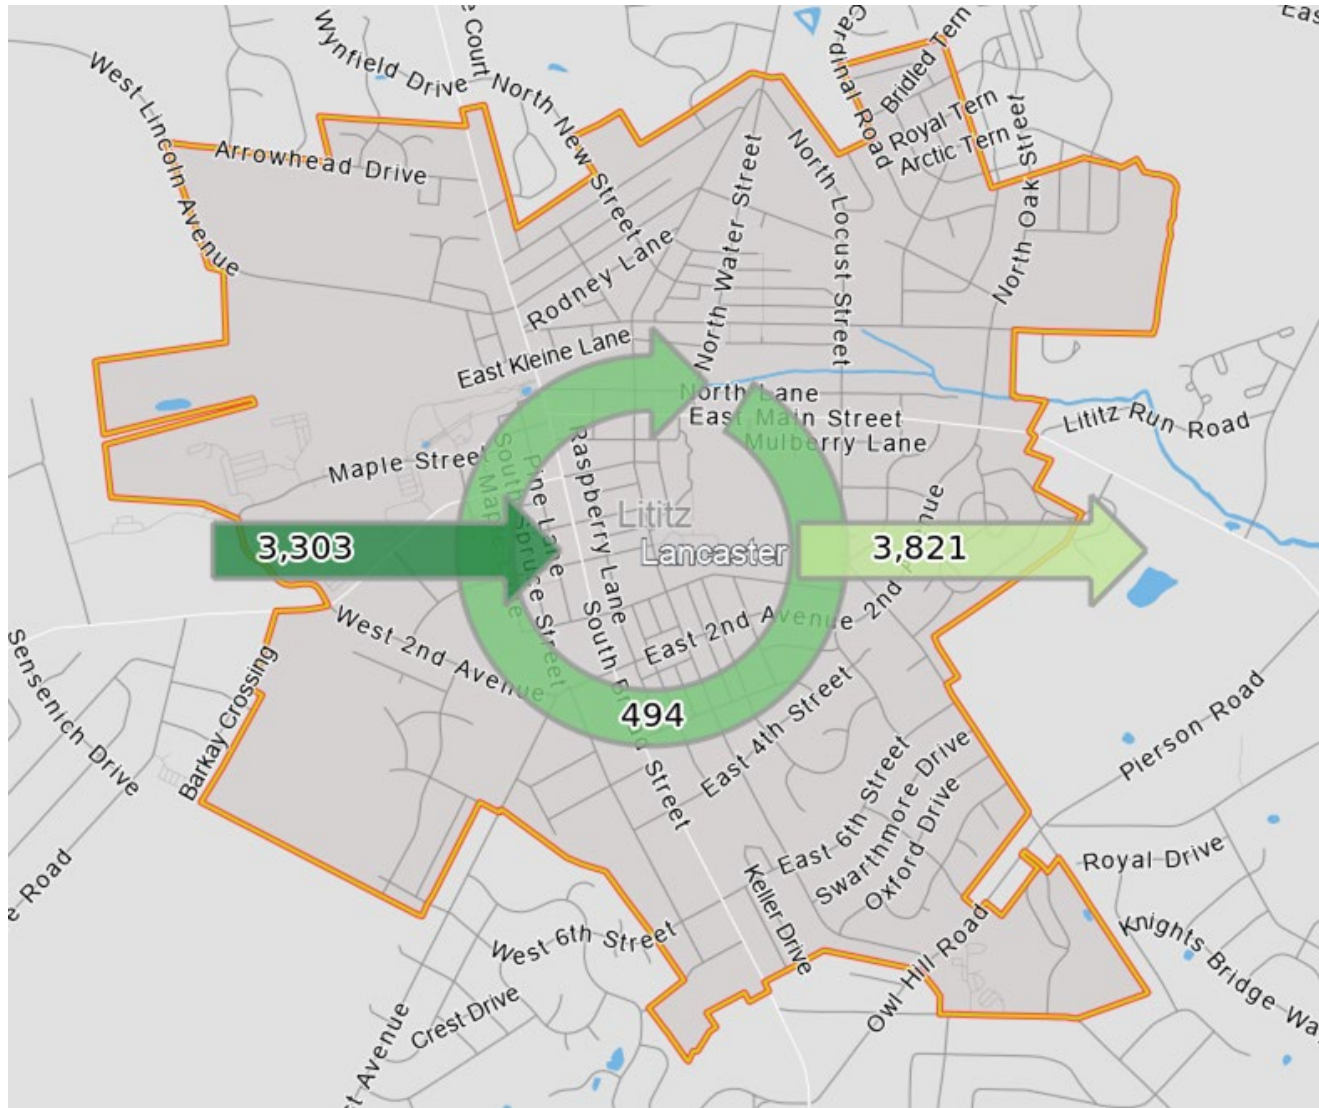 Wynfield Drive
Court
Cardinal Road
Bridled Tern
West Lincoln Avenue
North New Street
Royal Tern
Arctic Tern
North Oak Street
Arrowhead Drive
North Water Street
North Locust Street
Rodney Lane
East Kleine Lane
North Lane
East Main Street
Mulberry Lane
Lititz Run Road
Maple Street
South Spruce Street
Pine Lane
Raspberry Lane
Lititz
Lancaster
3,303
3,821
2nd Avenue
East 2nd Avenue
West 2nd Avenue
South Broad Street
494
East 4th Street
Sensenich Drive
Barkay Crossing
Pierson Road
East 6th Street
Swarthmore Drive
Oxford Drive
Keller Drive
Royal Drive
Road
West 6th Street
Owl Hill Road
Knights Bridge Wa
Crest Drive
Avenue